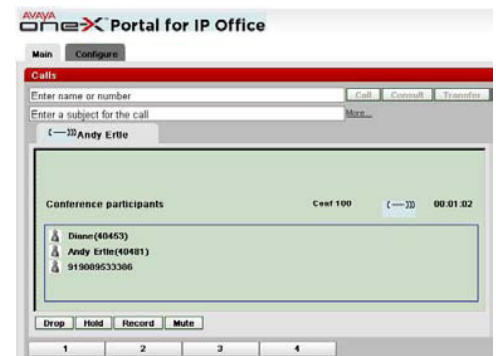 AVAYA
one-X Portal for IP Office
Main Configure
Calls
Enter name or number Call Consult Transfer
Enter a subject for the call More...
Andy Ertle
Conference participants Conf 100 00:01:02
Diane(40453)
Andy Ertle(40481)
919089533386
Drop Hold Record Mute
1 2 3 4